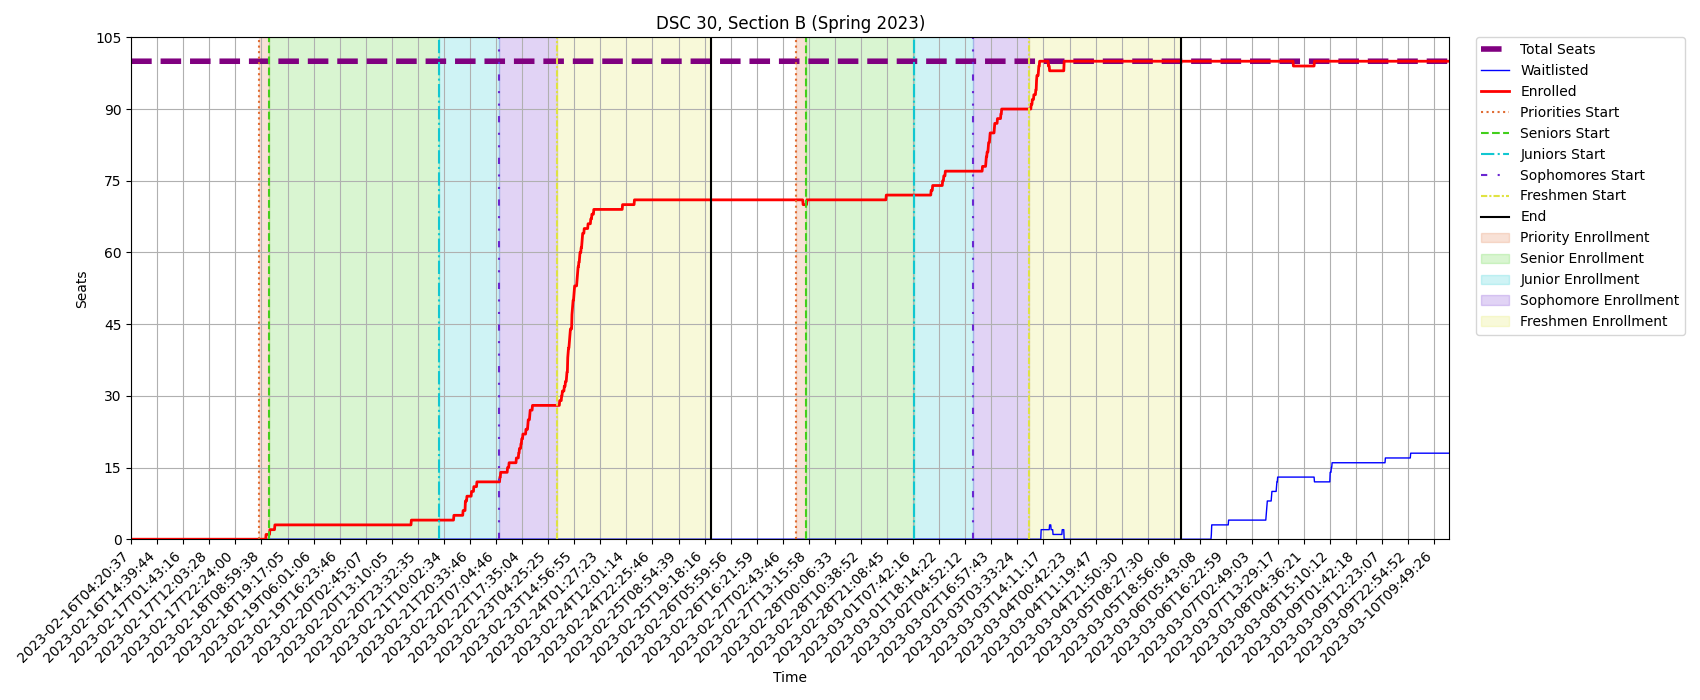 DSC 30, Section B (Spring 2023)
105
90
75
60
45
30
15
0
Seats
2023-02-16T04:20:37
2023-02-16T14:39:44
2023-02-17T01:43:16
2023-02-17T12:03:28
2023-02-17T22:24:00
2023-02-18T08:59:38
2023-02-18T19:17:05
2023-02-19T06:01:06
2023-02-19T16:23:46
2023-02-20T02:45:07
2023-02-20T13:10:05
2023-02-20T23:32:35
2023-02-21T10:02:34
2023-02-21T20:33:46
2023-02-22T07:04:46
2023-02-22T17:35:04
2023-02-23T04:25:25
2023-02-23T14:56:55
2023-02-24T01:27:23
2023-02-24T12:01:14
2023-02-24T22:25:46
2023-02-25T08:54:39
2023-02-25T19:18:16
2023-02-26T05:59:56
2023-02-26T16:21:59
2023-02-27T02:43:46
2023-02-27T13:15:58
2023-02-28T00:06:33
2023-02-28T10:38:52
2023-02-28T21:08:45
2023-03-01T07:42:16
2023-03-01T18:14:22
2023-03-02T04:52:12
2023-03-02T16:57:43
2023-03-03T03:33:24
2023-03-03T14:11:17
2023-03-04T00:42:23
2023-03-04T11:19:47
2023-03-04T21:50:30
2023-03-05T08:27:30
2023-03-05T18:56:06
2023-03-06T05:43:09
2023-03-06T16:22:59
2023-03-07T02:49:03
2023-03-07T13:29:17
2023-03-08T04:36:21
2023-03-08T15:10:12
2023-03-09T01:42:18
2023-03-09T12:23:07
2023-03-09T22:54:52
2023-03-10T09:49:26
Time
Total Seats
Waitlisted
Enrolled
Priorities Start
Seniors Start
Juniors Start
Sophomores Start
Freshmen Start
End
Priority Enrollment
Senior Enrollment
Junior Enrollment
Sophomore Enrollment
Freshmen Enrollment